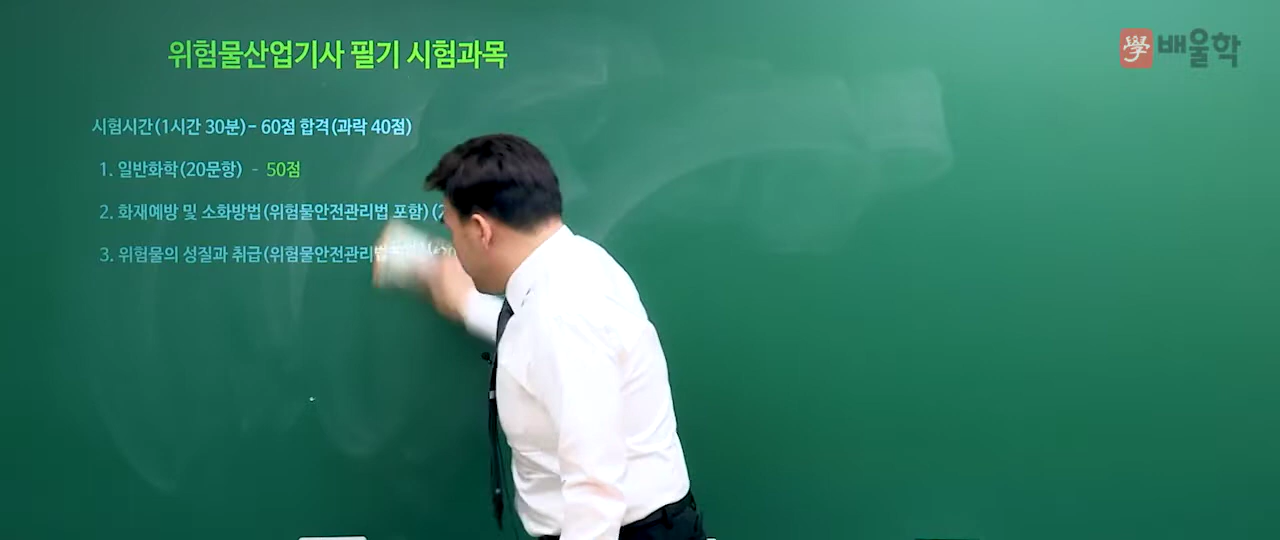 위험물산업기사 필기 시험과목
學 배울학
시험시간(1시간 30분) - 60점 합격(과락 40점)
1. 일반화학(20문항) - 50점
2. 화재예방 및 소화방법(위험물안전관리법 포함)(2
3. 위험물의 성질과 취급(위험물안전관리법